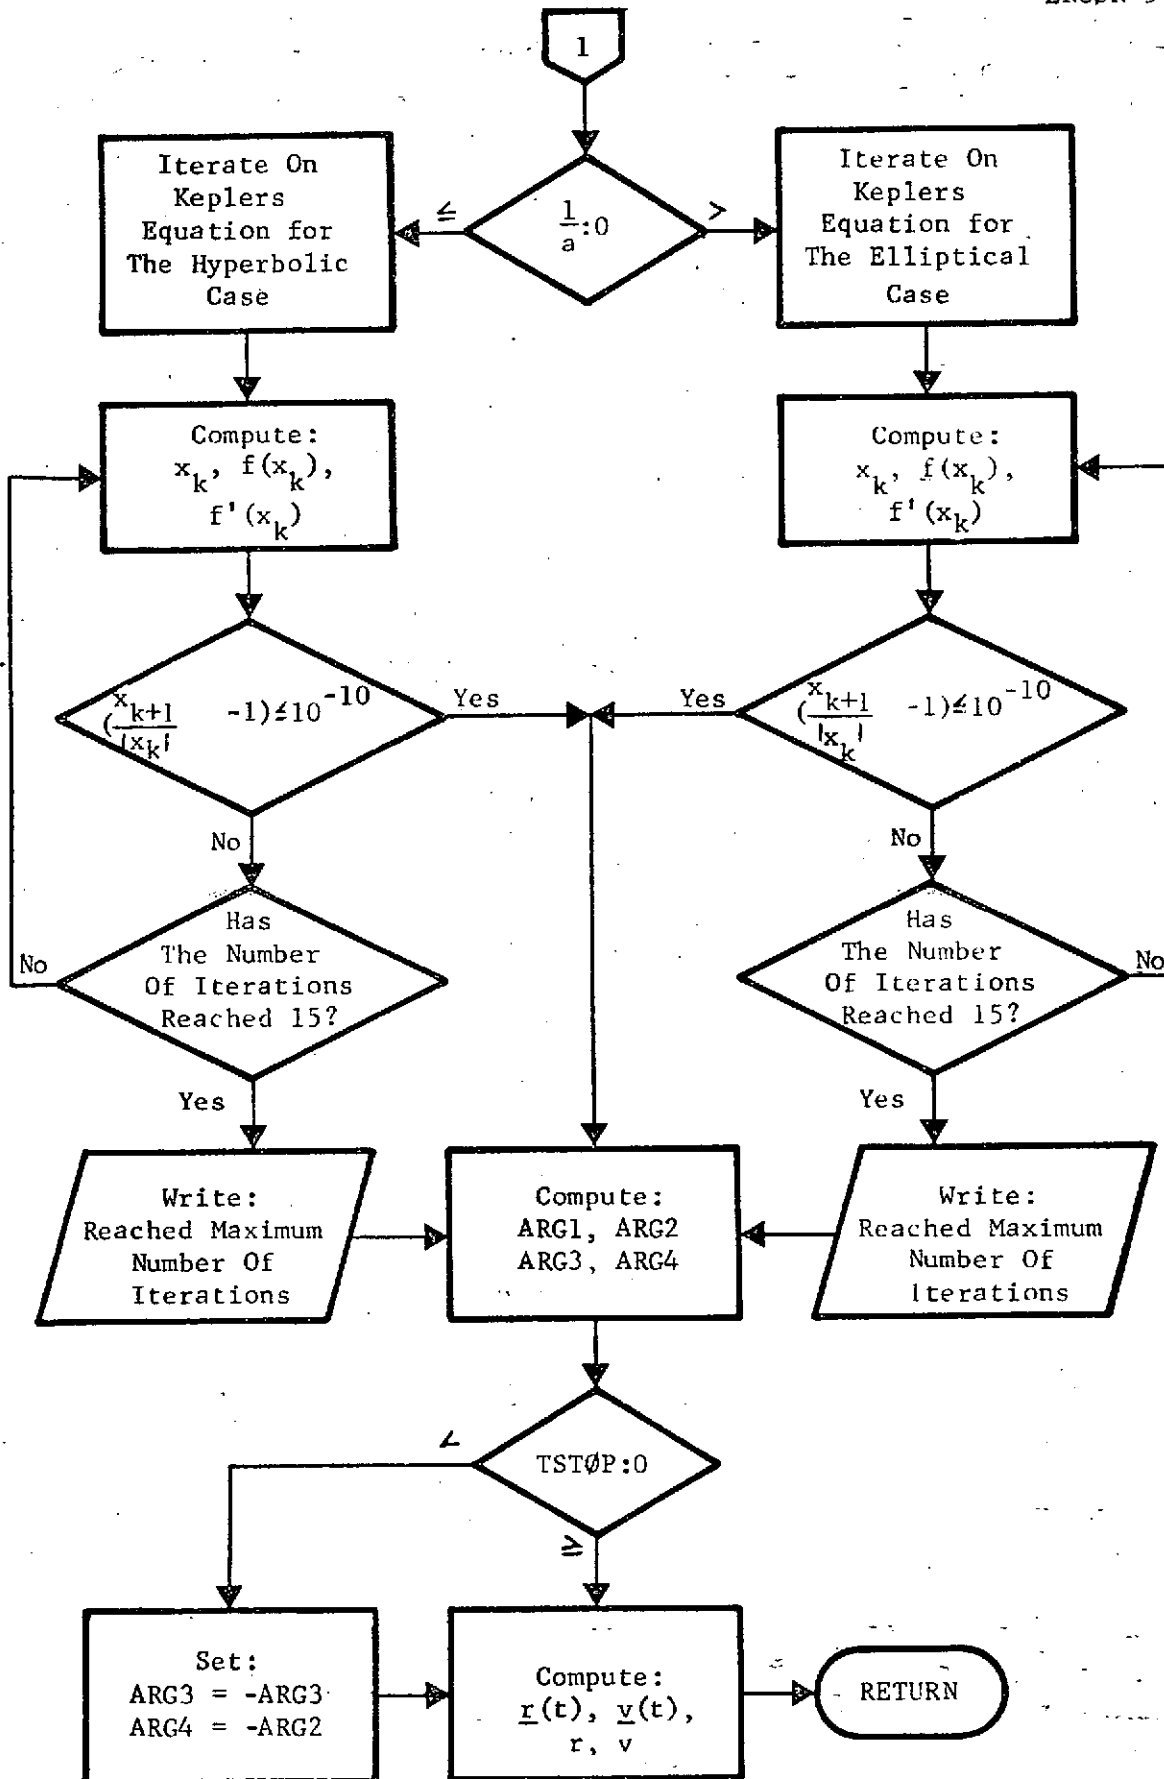 1
Iterate On
Keplers
Equation for
The Hyperbolic
Case
≤
1/a:0
>
Iterate On
Keplers
Equation for
The Elliptical
Case
Compute:
x_k, f(x_k),
f'(x_k)
Compute:
x_k, f(x_k),
f'(x_k)
(x_{k+1}/|x_k| -1)≤10^{-10}
Yes
Yes
(x_{k+1}/|x_k| -1)≤10^{-10}
No
No
Has
The Number
Of Iterations
Reached 15?
No
Has
The Number
Of Iterations
Reached 15?
No
Yes
Yes
Write:
Reached Maximum
Number Of
Iterations
Compute:
ARG1, ARG2
ARG3, ARG4
Write:
Reached Maximum
Number Of
Iterations
<
TSTØP:0
≥
Set:
ARG3 = -ARG3
ARG4 = -ARG2
Compute:
r(t), v(t),
r, v
RETURN